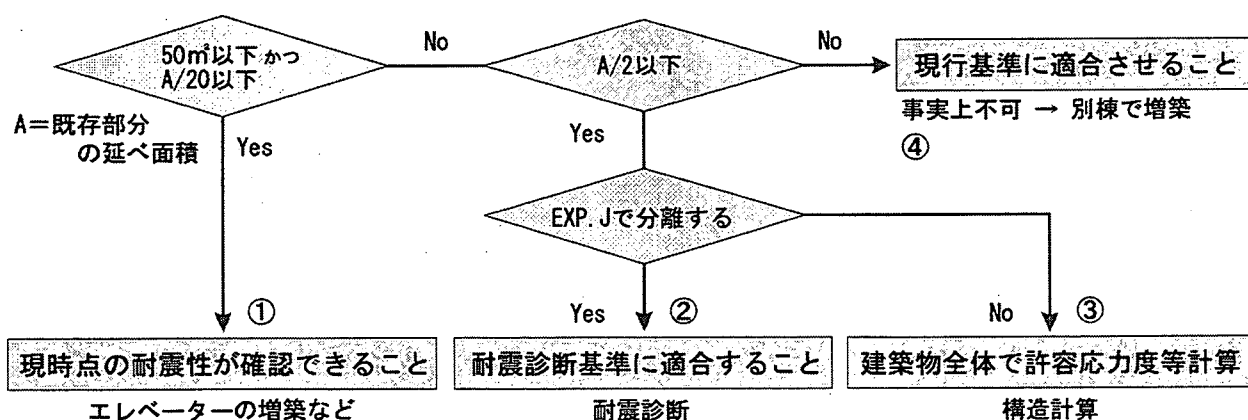 50㎡以下かつ
A/20以下
No
A/2以下
No
現行基準に適合させること
事実上不可 → 別棟で増築
④
A=既存部分
の延べ面積
Yes
Yes
EXP.Jで分離する
①
Yes
②
No
③
現時点の耐震性が確認できること
耐震診断基準に適合すること
建築物全体で許容応力度等計算
エレベーターの増築など
耐震診断
構造計算